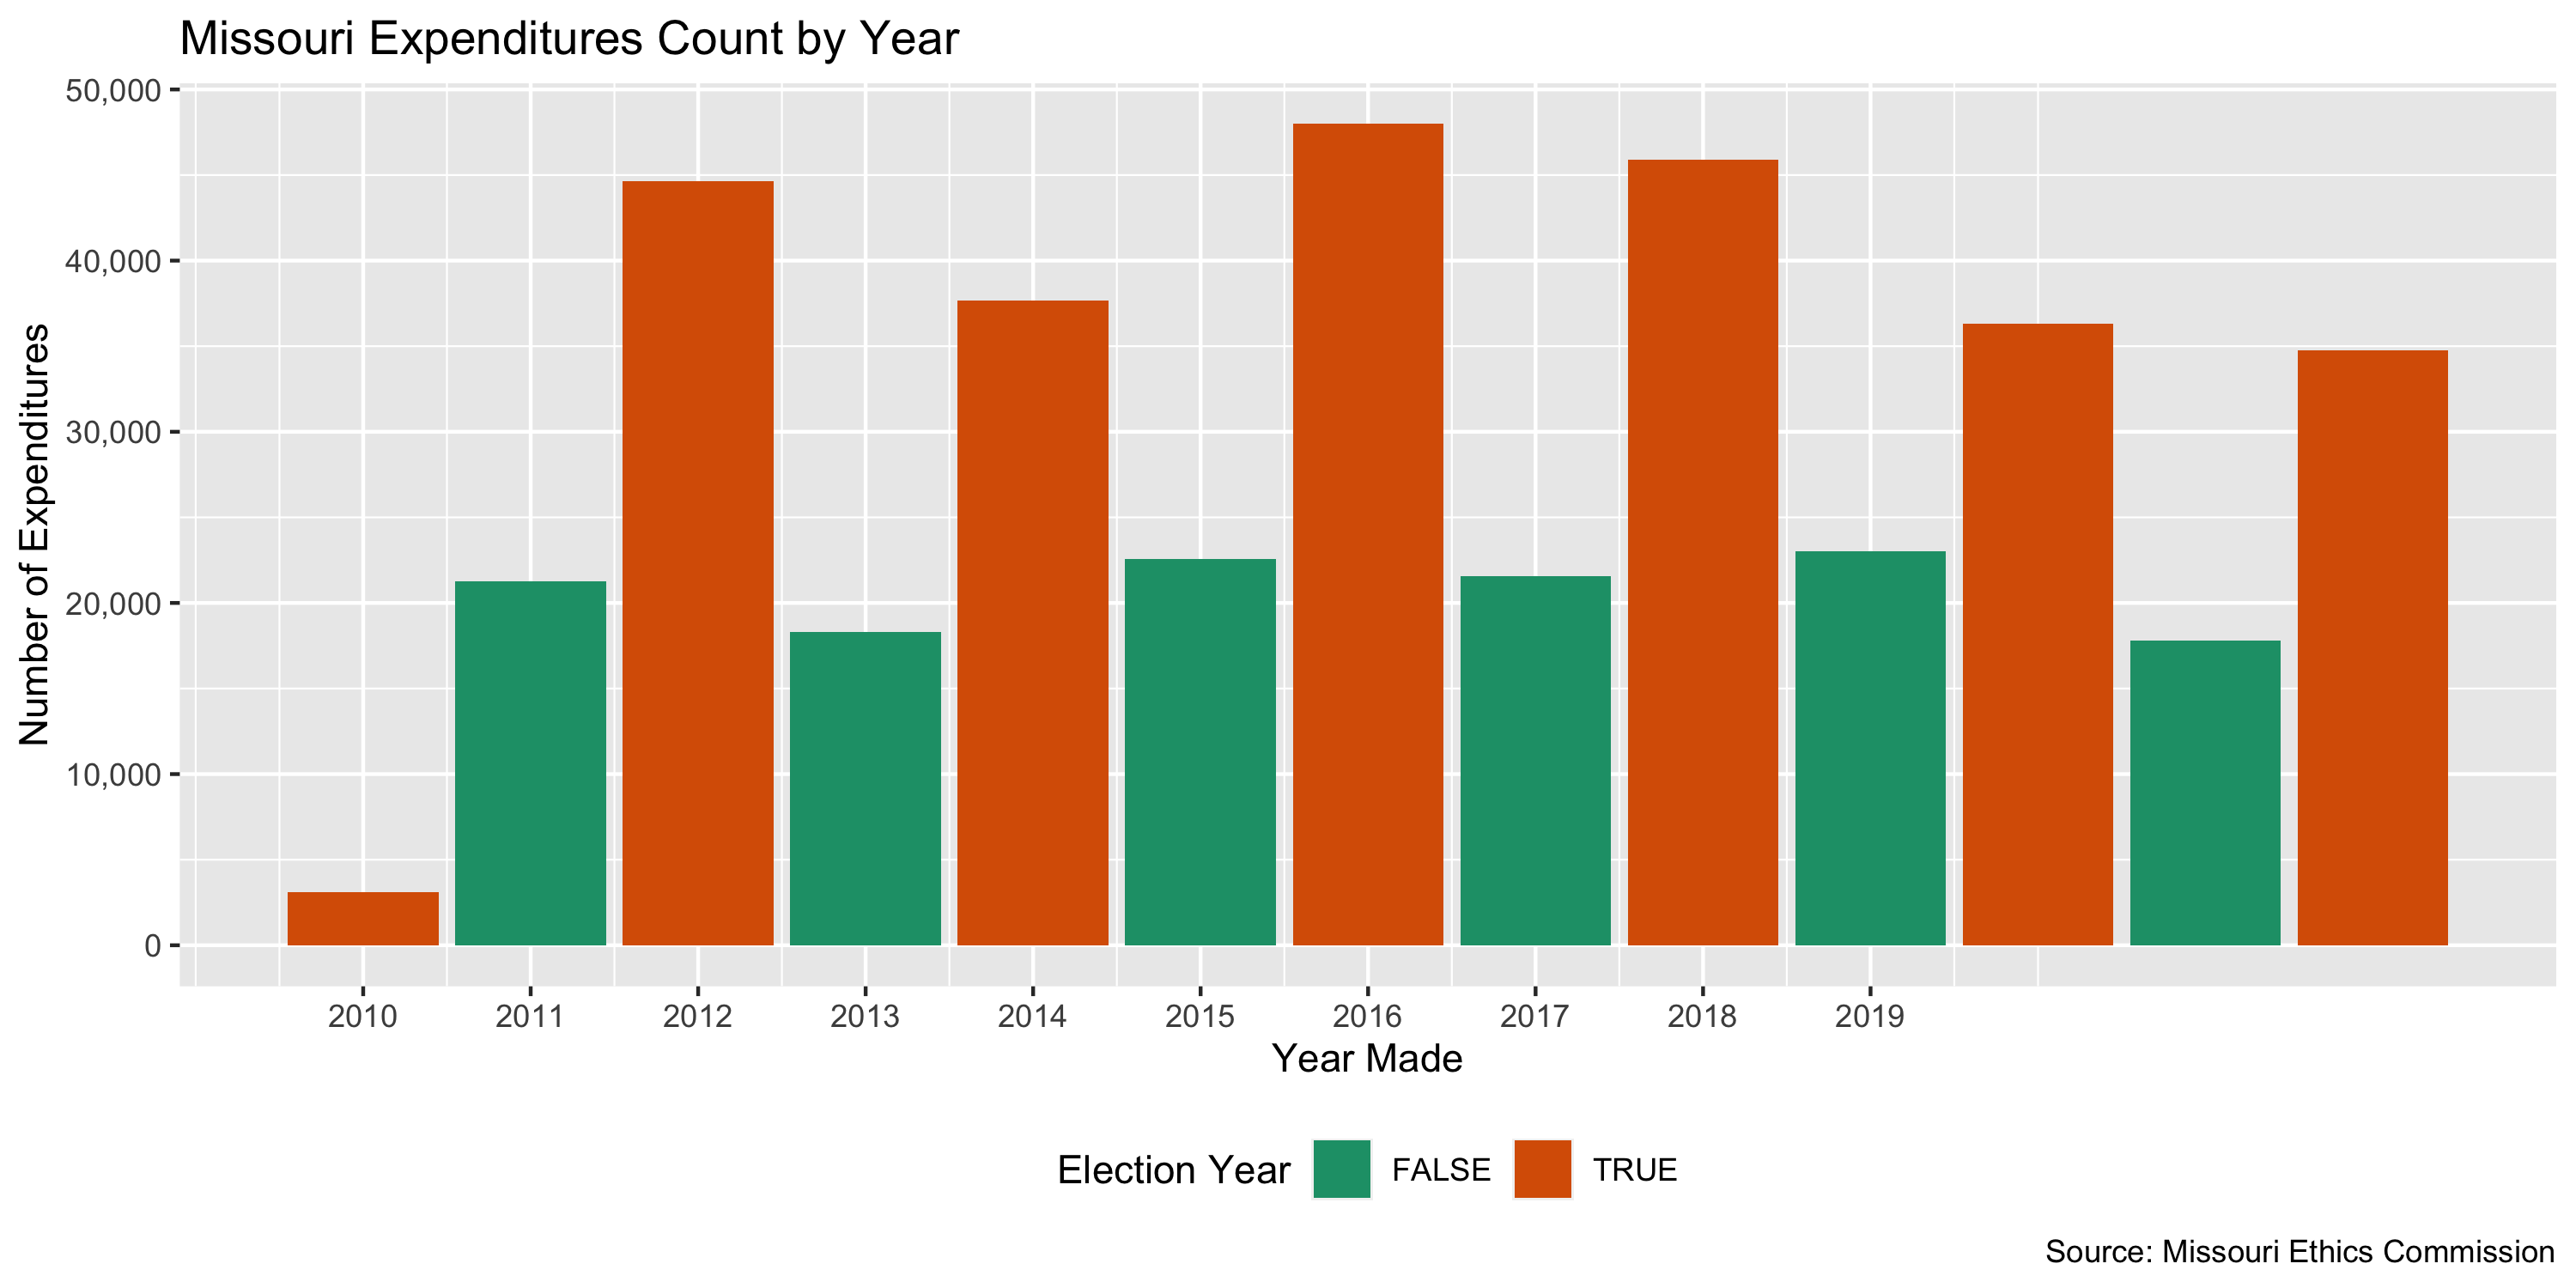 Missouri Expenditures Count by Year
Number of Expenditures
50,000
40,000
30,000
20,000
10,000
0
2010 2011 2012 2013 2014 2015 2016 2017 2018 2019
Year Made
Election Year FALSE TRUE
Source: Missouri Ethics Commission